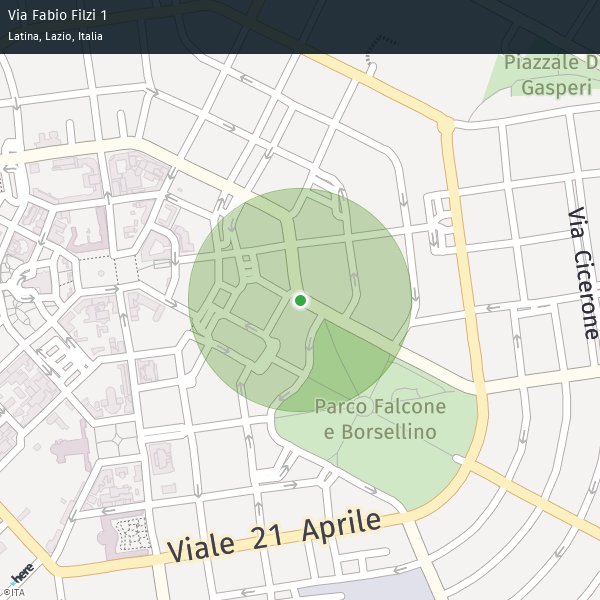 Via Fabio Filzi 1
Latina, Lazio, Italia
Piazzale D
Gasperi
Via Cicerone
Parco Falcone
e Borsellino
Viale 21 Aprile
here
©ITA